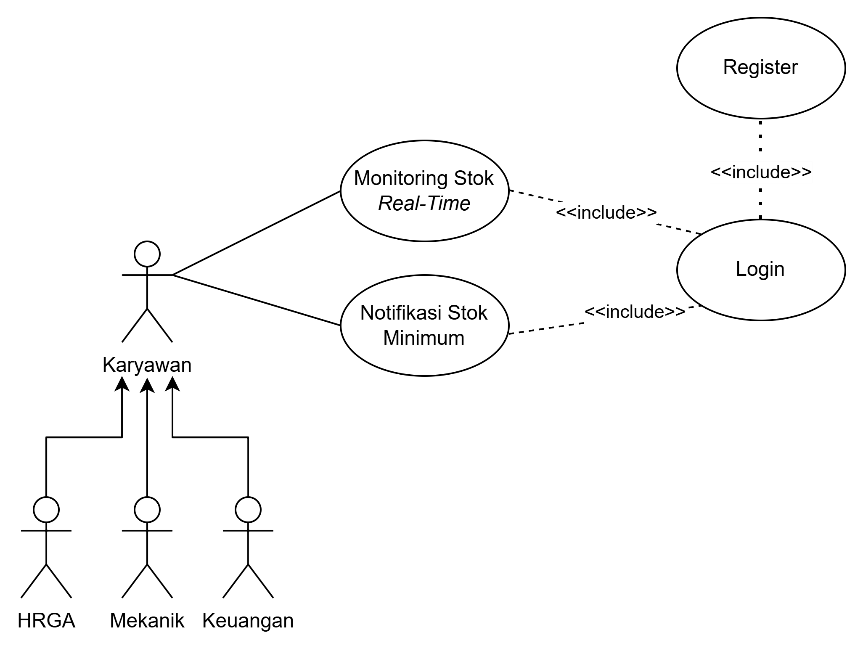 Register
<<include>>
Monitoring Stok
Real-Time
<<include>>
Login
Notifikasi Stok
Minimum
<<include>>
Karyawan
HRGA
Mekanik
Keuangan